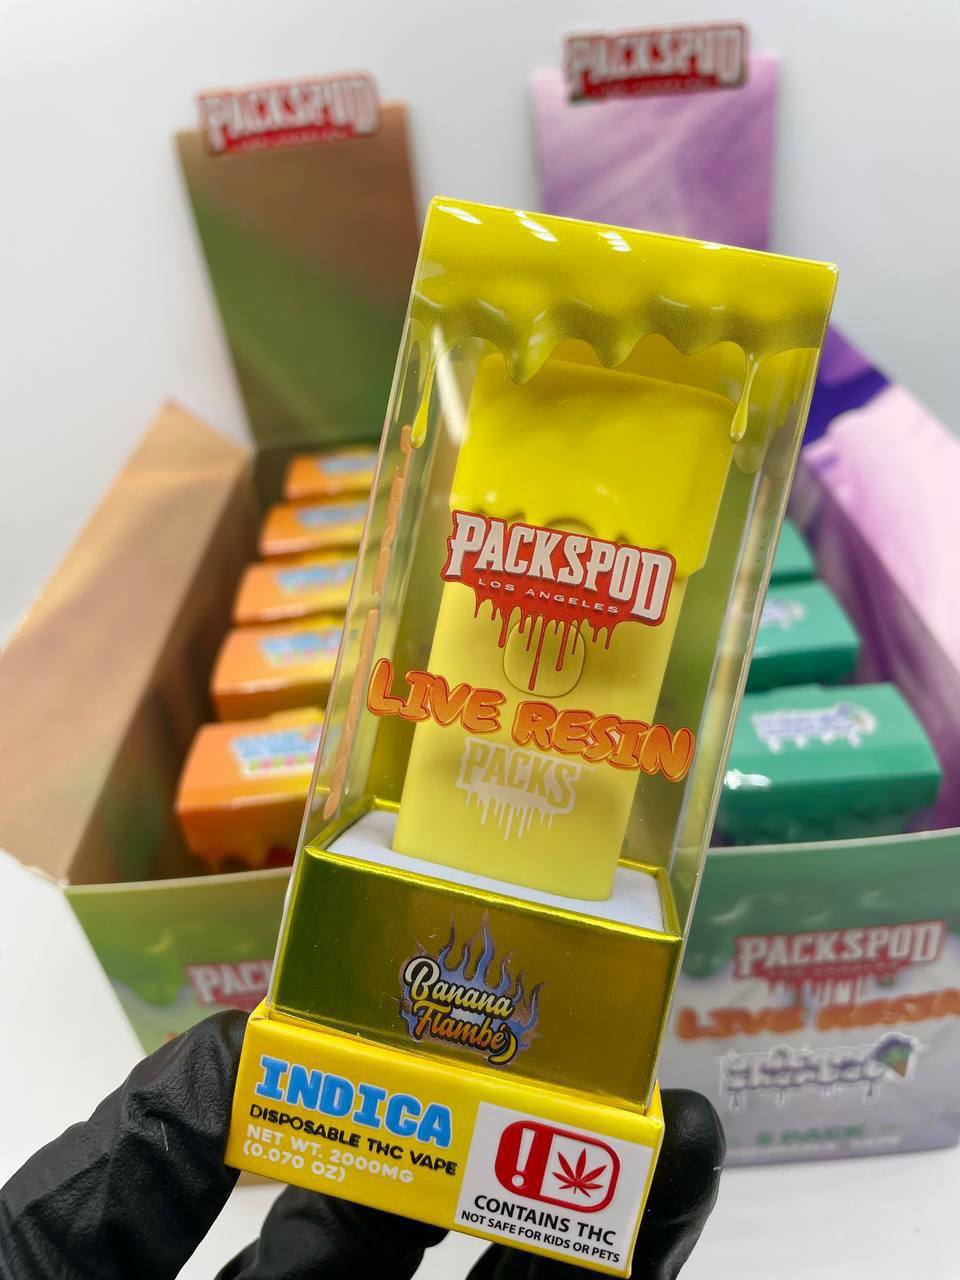 PACKSPOD
PACKSPOD
PACKSPOD
LOS ANGELES
LIVE RESIN
PACKS
Banana
Flambé
INDICA
DISPOSABLE THC VAPE
NET WT. 2000MG
(0.070 OZ)
CONTAINS THC
NOT SAFE FOR KIDS OR PETS
PACKSPOD
LIVE RESIN